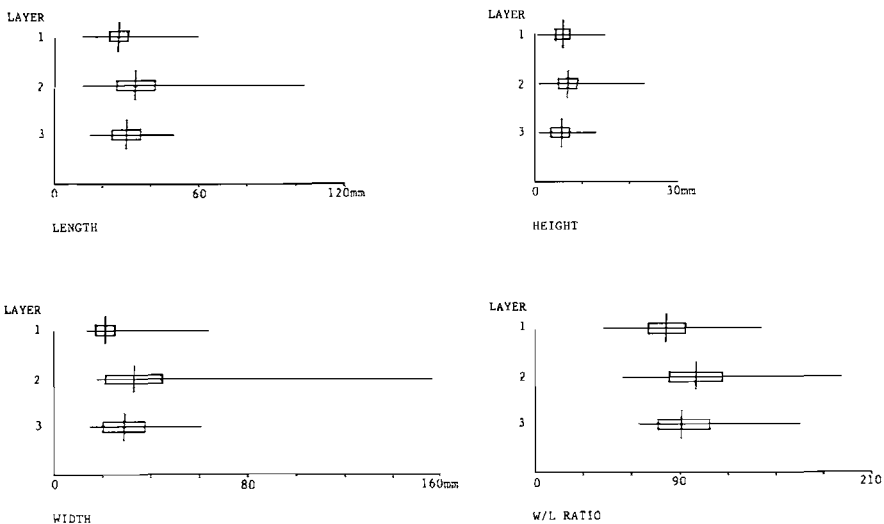 LAYER
1
2
3
0 60 120mm
LENGTH
LAYER
1
2
3
0 30mm
HEIGHT
LAYER
1
2
3
0 80 160mm
WIDTH
LAYER
1
2
3
0 90 210
W/L RATIO